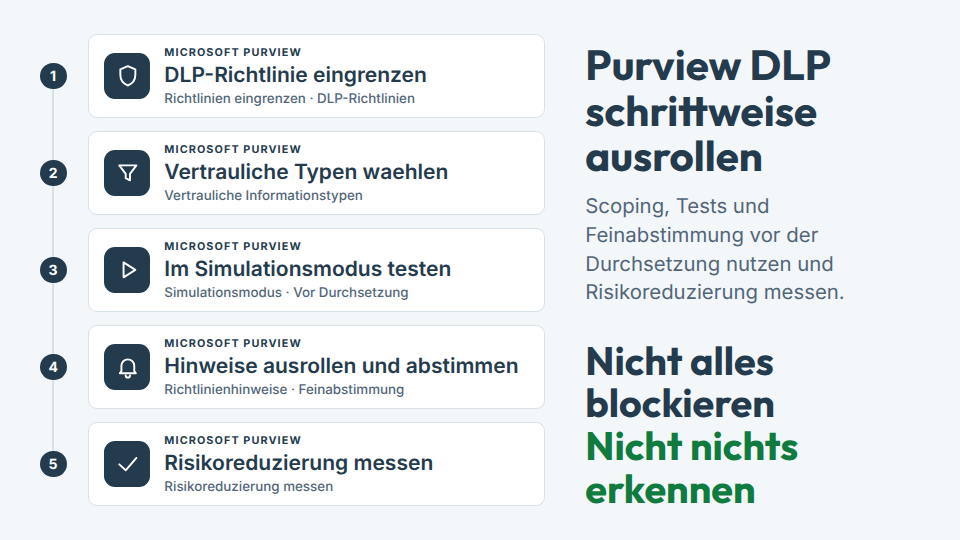 1
MICROSOFT PURVIEW
DLP-Richtlinie eingrenzen
Richtlinien eingrenzen · DLP-Richtlinien
2
MICROSOFT PURVIEW
Vertrauliche Typen waehlen
Vertrauliche Informationstypen
3
MICROSOFT PURVIEW
Im Simulationsmodus testen
Simulationsmodus · Vor Durchsetzung
4
MICROSOFT PURVIEW
Hinweise ausrollen und abstimmen
Richtlinienhinweise · Feinabstimmung
5
MICROSOFT PURVIEW
Risikoreduzierung messen
Risikoreduzierung messen
Purview DLP
schrittweise
ausrollen
Scoping, Tests und
Feinabstimmung vor der
Durchsetzung nutzen und
Risikoreduzierung messen.
Nicht alles
blockieren
Nicht nichts
erkennen